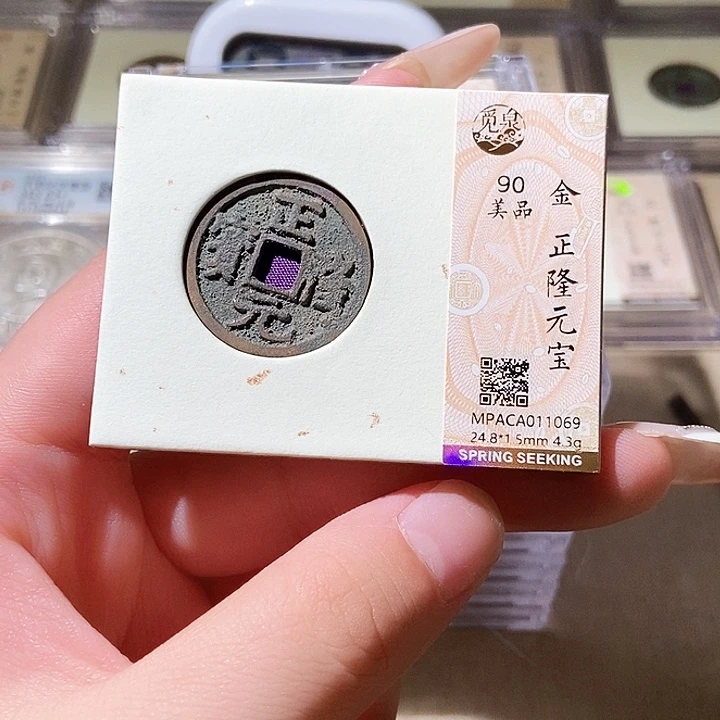 正隆元宝
觅泉
90
美品
金 正隆元宝
MPACA011069
24.8*1.5mm 4.3g
SPRING SEEKING